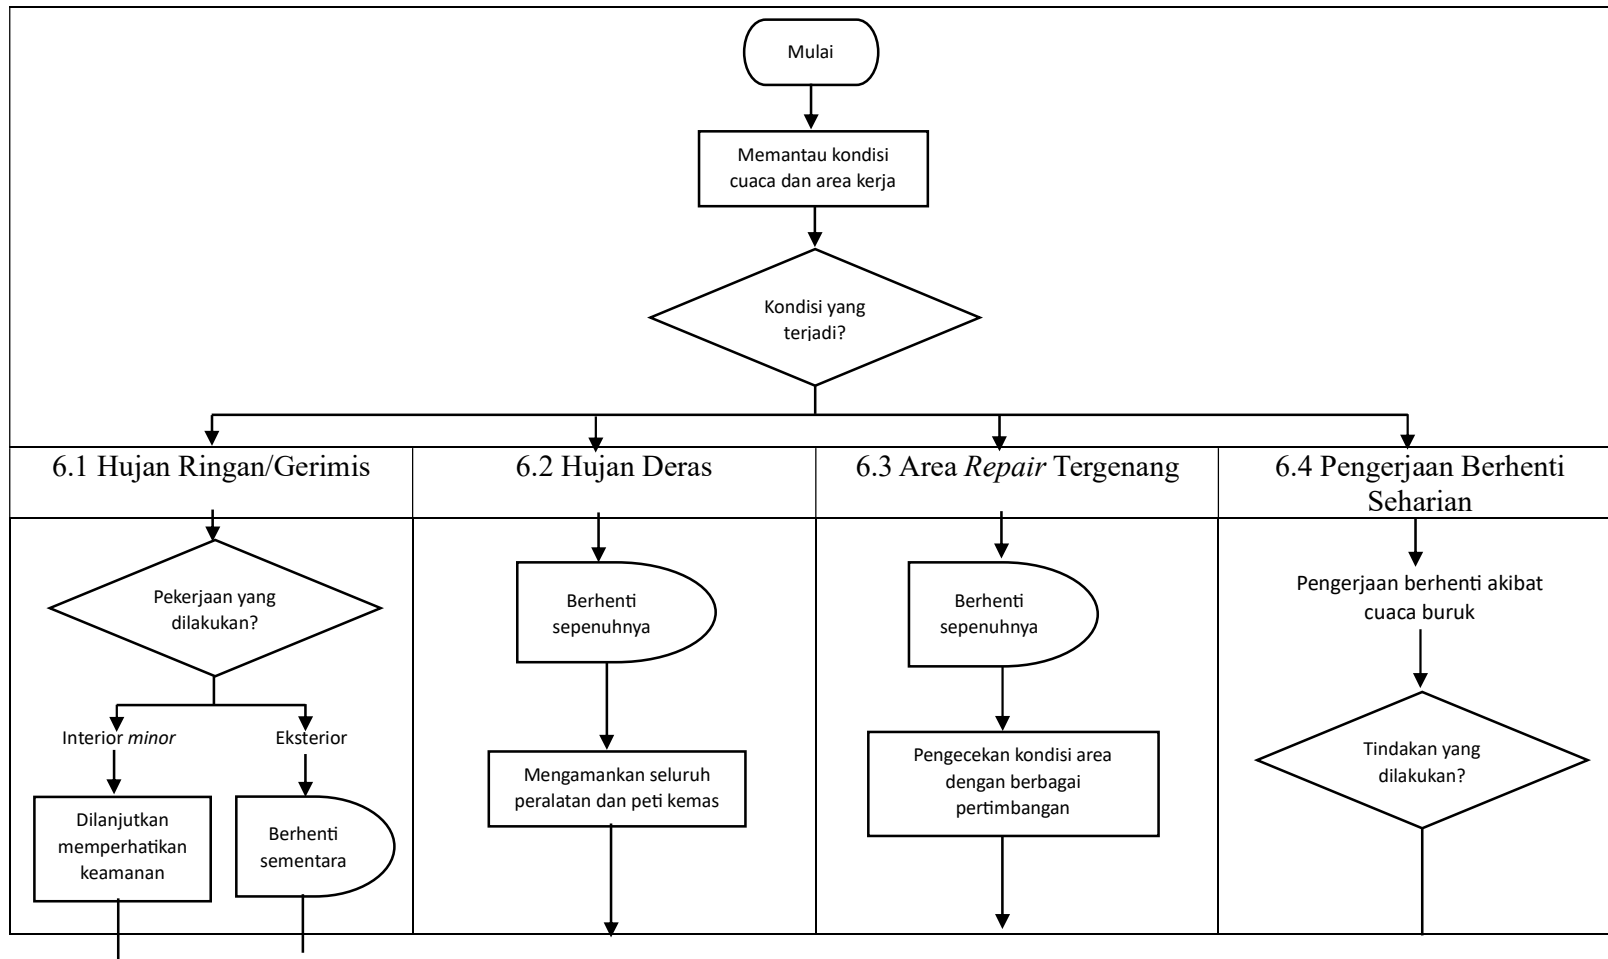 Mulai
Memantau kondisi
cuaca dan area kerja
Kondisi yang
terjadi?
6.1 Hujan Ringan/Gerimis
6.2 Hujan Deras
6.3 Area Repair Tergenang
6.4 Pengerjaan Berhenti
Seharian
Pekerjaan yang
dilakukan?
Interior minor
Eksterior
Dilanjutkan
memperhatikan
keamanan
Berhenti
sementara
Berhenti
sepenuhnya
Mengamankan seluruh
peralatan dan peti kemas
Berhenti
sepenuhnya
Pengecekan kondisi area
dengan berbagai
pertimbangan
Pengerjaan berhenti akibat
cuaca buruk
Tindakan yang
dilakukan?